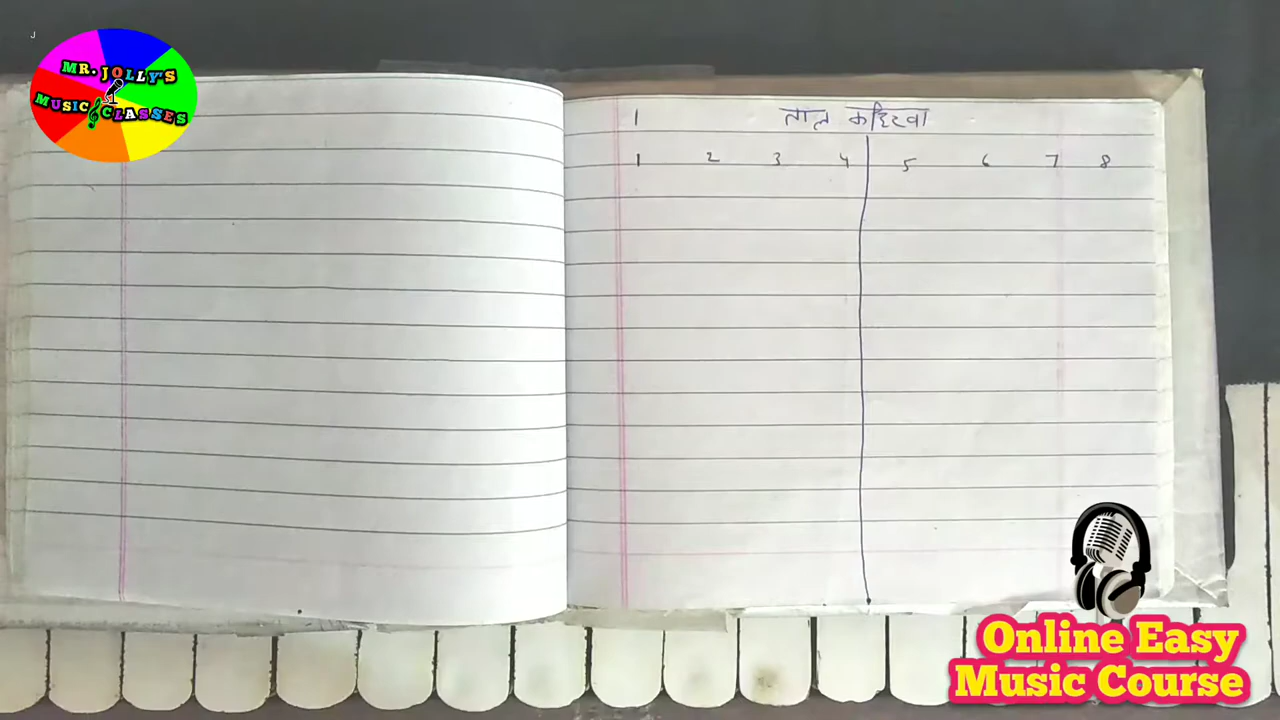 J
MR. JOLLY'S
MUSIC CLASSES
1 ताल कहिरवा
1 2 3 4 5 6 7 8
Online Easy
Music Course